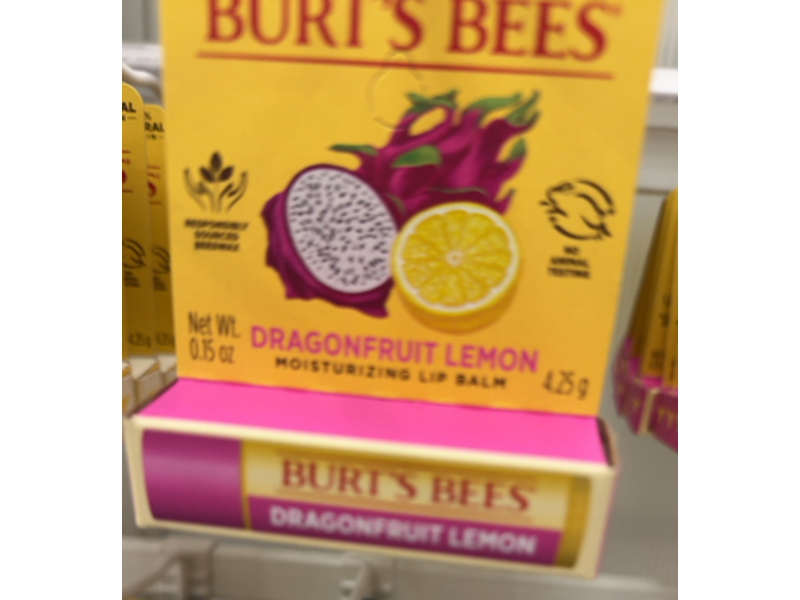 BURT'S BEES
RESPONSIBLY
SOURCED
BEESWAX
NO
ANIMAL
TESTING
Net Wt.
0.15 oz
DRAGONFRUIT LEMON
MOISTURIZING LIP BALM
4.25 g
BURT'S BEES
DRAGONFRUIT LEMON